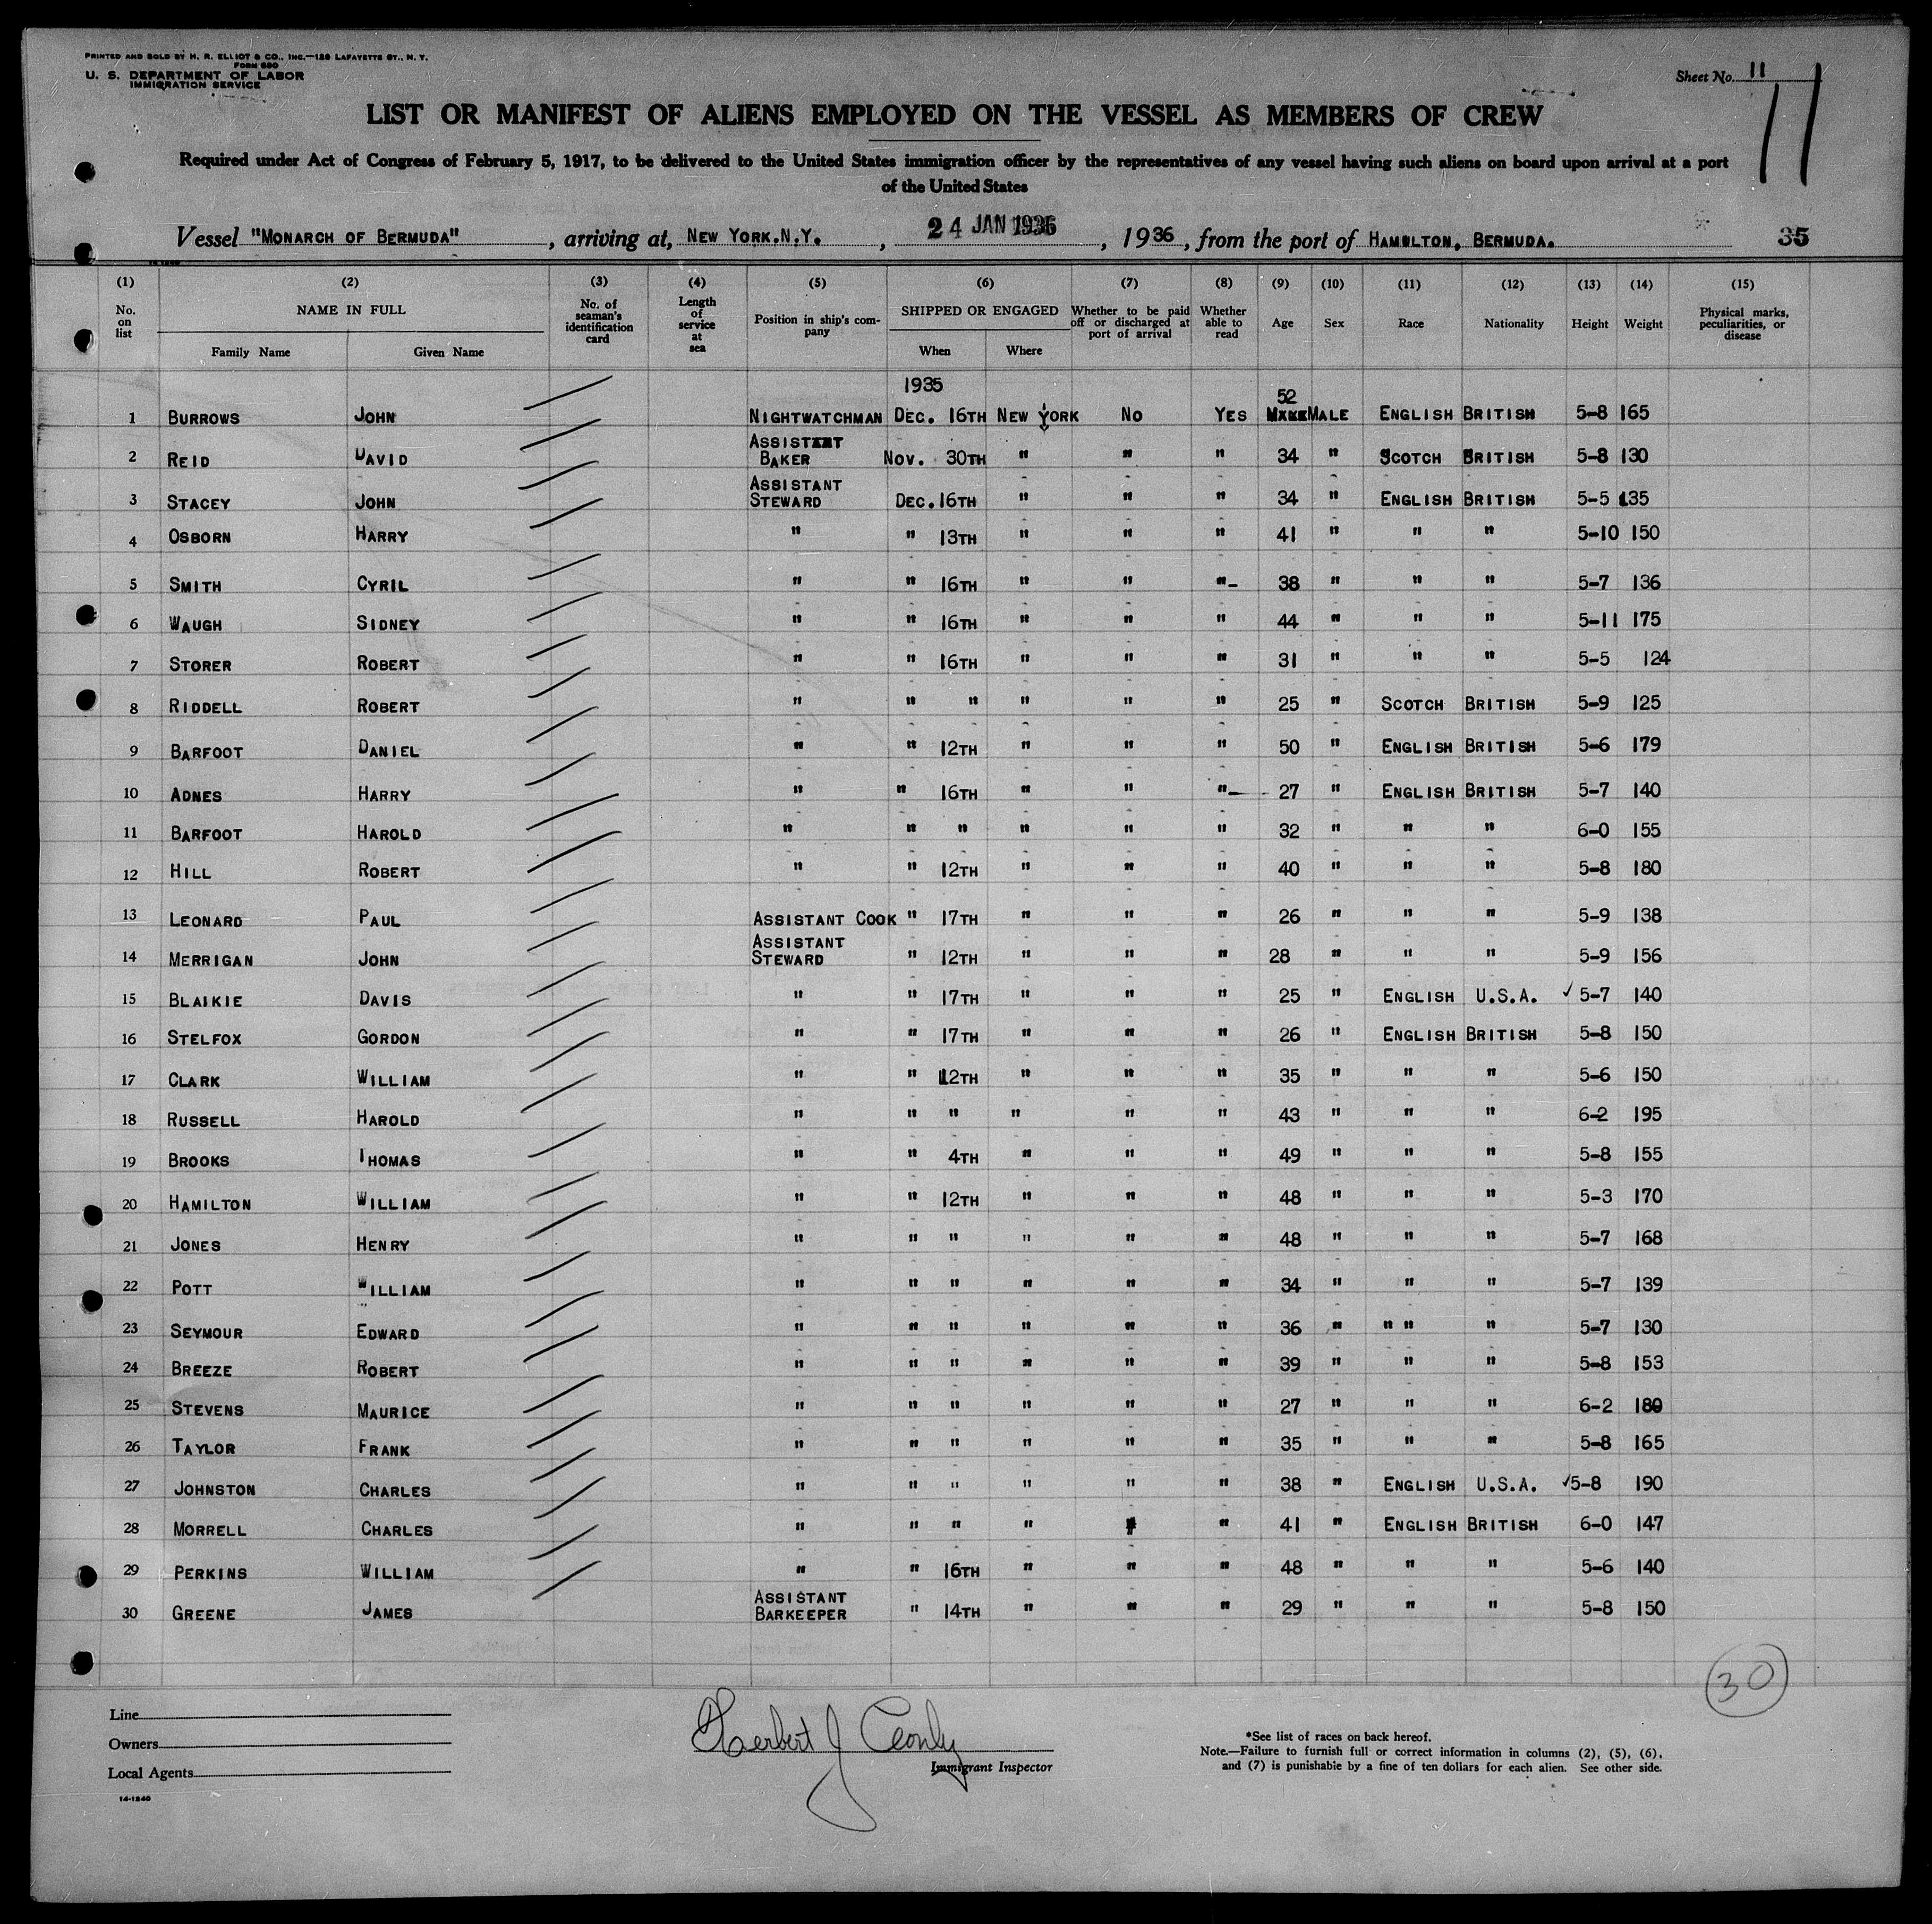 PRINTED AND SOLD BY H. R. ELLIOT & CO., INC.—129 LAFAYETTE ST., N. Y.
FORM 680
U. S. DEPARTMENT OF LABOR
IMMIGRATION SERVICE
Sheet No. 11
11
LIST OR MANIFEST OF ALIENS EMPLOYED ON THE VESSEL AS MEMBERS OF CREW
Required under Act of Congress of February 5, 1917, to be delivered to the United States immigration officer by the representatives of any vessel having such aliens on board upon arrival at a port
of the United States
Vessel "MONARCH OF BERMUDA", arriving at, NEW YORK.N.Y., 24 JAN 1936, 1936, from the port of HAMILTON, BERMUDA. 35
(1) (2) (3) (4) (5) (6) (7) (8) (9) (10) (11) (12) (13) (14) (15)
No. on list NAME IN FULL Family Name Given Name No. of seaman's identification card Length of service at sea Position in ship's company SHIPPED OR ENGAGED When Where Whether to be paid off or discharged at port of arrival Whether able to read Age Sex Race Nationality Height Weight Physical marks, peculiarities, or disease
1935
1 BURROWS JOHN NIGHTWATCHMAN DEC. 16TH NEW YORK NO YES 52 MALE ENGLISH BRITISH 5-8 165
2 REID DAVID ASSISTANT BAKER NOV. 30TH " " " 34 " SCOTCH BRITISH 5-8 130
3 STACEY JOHN ASSISTANT STEWARD DEC. 16TH " " " 34 " ENGLISH BRITISH 5-5 135
4 OSBORN HARRY " " 13TH " " " 41 " " " 5-10 150
5 SMITH CYRIL " " 16TH " " "- 38 " " " 5-7 136
6 WAUGH SIDNEY " " 16TH " " " 44 " " " 5-11 175
7 STORER ROBERT " " 16TH " " " 31 " " " 5-5 124
8 RIDDELL ROBERT " " " " " " 25 " SCOTCH BRITISH 5-9 125
9 BARFOOT DANIEL " " 12TH " " " 50 " ENGLISH BRITISH 5-6 179
10 ADNES HARRY " " 16TH " " "- 27 " ENGLISH BRITISH 5-7 140
11 BARFOOT HAROLD " " " " " " 32 " " " 6-0 155
12 HILL ROBERT " " 12TH " " " 40 " " " 5-8 180
13 LEONARD PAUL ASSISTANT COOK " 17TH " " " 26 " " " 5-9 138
14 MERRIGAN JOHN ASSISTANT STEWARD " 12TH " " " 28 " " " 5-9 156
15 BLAIKIE DAVIS " " 17TH " " " 25 " ENGLISH U.S.A. ✓ 5-7 140
16 STELFOX GORDON " " 17TH " " " 26 " ENGLISH BRITISH 5-8 150
17 CLARK WILLIAM " " 12TH " " " 35 " " " 5-6 150
18 RUSSELL HAROLD " " " " " " 43 " " " 6-2 195
19 BROOKS THOMAS " " 4TH " " " 49 " " " 5-8 155
20 HAMILTON WILLIAM " " 12TH " " " 48 " " " 5-3 170
21 JONES HENRY " " " " " " 48 " " " 5-7 168
22 POTT WILLIAM " " " " " " 34 " " " 5-7 139
23 SEYMOUR EDWARD " " " " " " 36 " " " " 5-7 130
24 BREEZE ROBERT " " " " " " 39 " " " 5-8 153
25 STEVENS MAURICE " " " " " " 27 " " " 6-2 180
26 TAYLOR FRANK " " " " " " 35 " " " 5-8 165
27 JOHNSTON CHARLES " " " " " " 38 " ENGLISH U.S.A. ✓ 5-8 190
28 MORRELL CHARLES " " " " " " 41 " ENGLISH BRITISH 6-0 147
29 PERKINS WILLIAM " " 16TH " " " 48 " " " 5-6 140
30 GREENE JAMES ASSISTANT BARKEEPER " 14TH " " " 29 " " " 5-8 150
30
Line
Owners
Local Agents
14-1240
Herbert J
Immigrant Inspector
*See list of races on back hereof.
Note.—Failure to furnish full or correct information in columns (2), (5), (6),
and (7) is punishable by a fine of ten dollars for each alien. See other side.